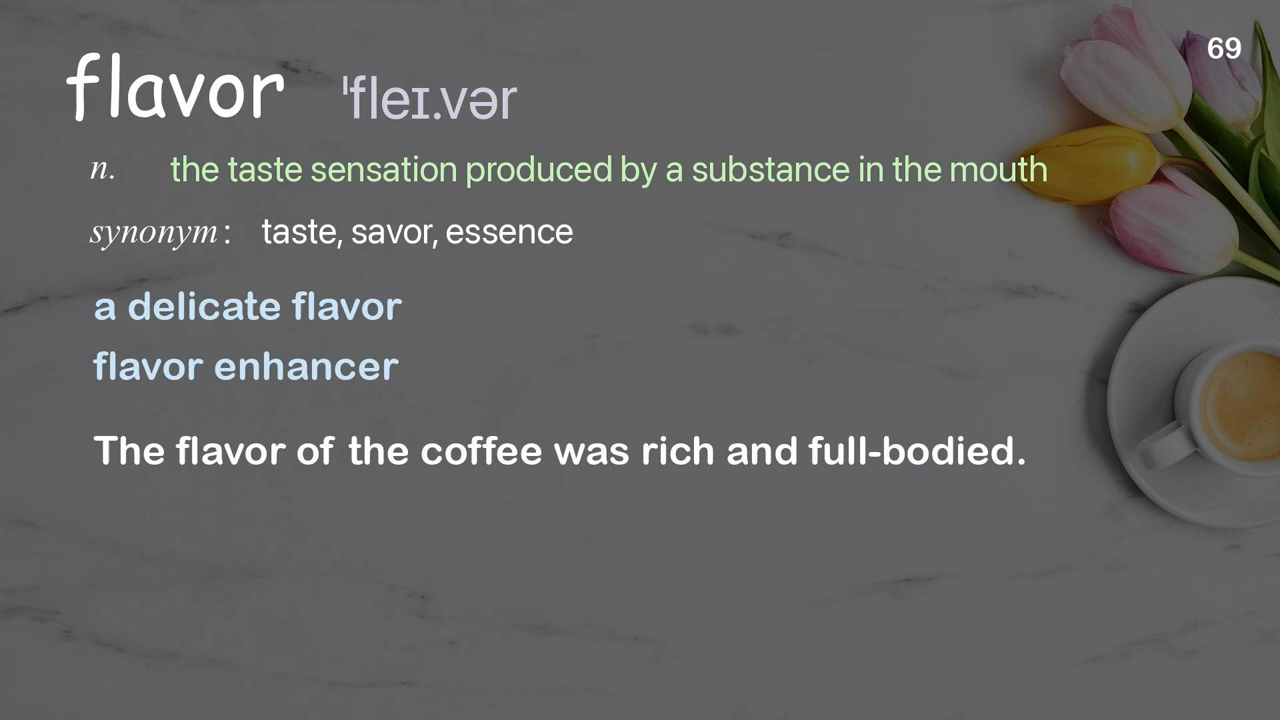 69
flavor ˈfleɪ.vər
n. the taste sensation produced by a substance in the mouth
synonym: taste, savor, essence
a delicate flavor
flavor enhancer
The flavor of the coffee was rich and full-bodied.